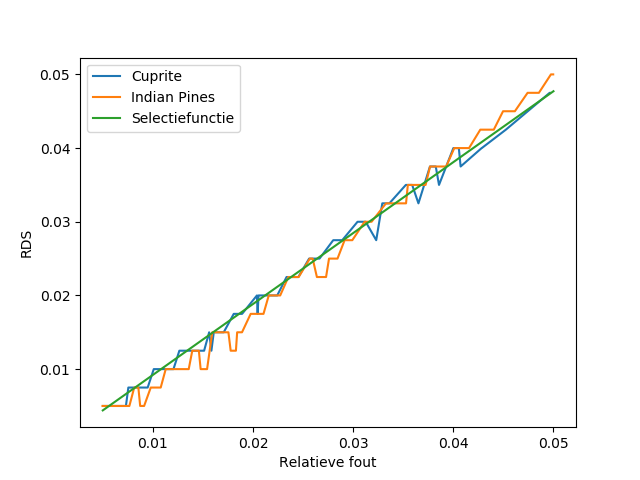 Cuprite
Indian Pines
Selectiefunctie
0.05
0.04
0.03
0.02
0.01
RDS
0.01 0.02 0.03 0.04 0.05
Relatieve fout